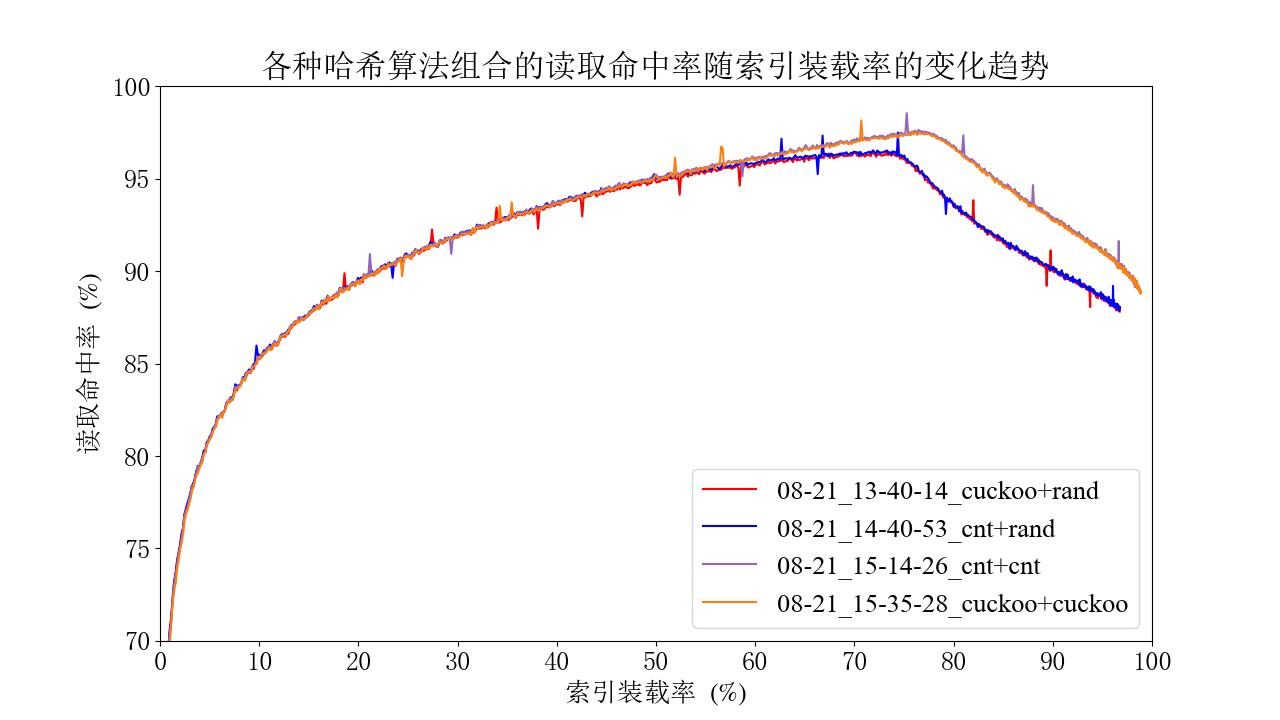 各种哈希算法组合的读取命中率随索引装载率的变化趋势
100
95
90
85
80
75
70
读取命中率 (%)
0 10 20 30 40 50 60 70 80 90 100
索引装载率 (%)
08-21_13-40-14_cuckoo+rand
08-21_14-40-53_cnt+rand
08-21_15-14-26_cnt+cnt
08-21_15-35-28_cuckoo+cuckoo